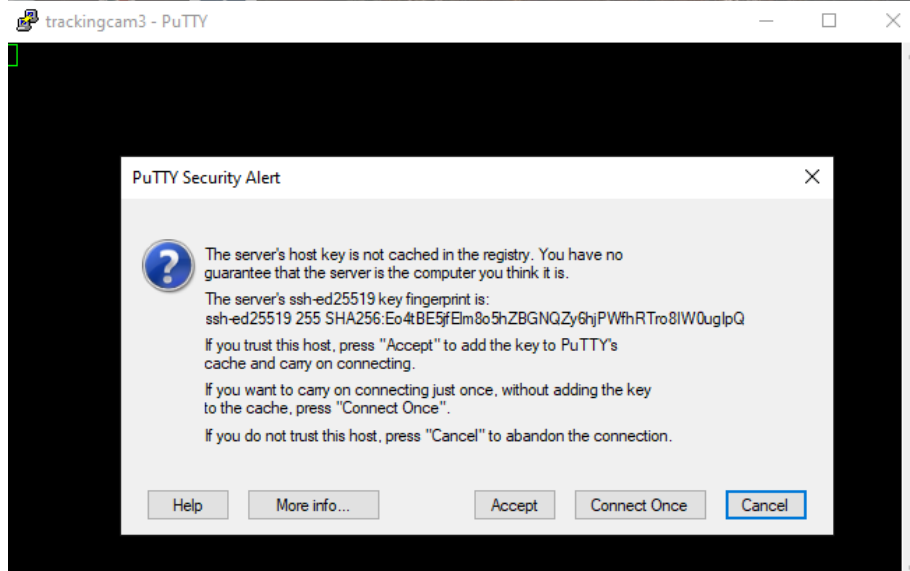 trackingcam3 - PuTTY
PuTTY Security Alert
The server's host key is not cached in the registry. You have no
guarantee that the server is the computer you think it is.
The server's ssh-ed25519 key fingerprint is:
ssh-ed25519 255 SHA256:Eo4tBE5jfElm8o5hZBGNQZy6hjPWfhRTro8IW0ugIpQ
If you trust this host, press "Accept" to add the key to PuTTY's
cache and carry on connecting.
If you want to carry on connecting just once, without adding the key
to the cache, press "Connect Once".
If you do not trust this host, press "Cancel" to abandon the connection.
Help
More info...
Accept
Connect Once
Cancel